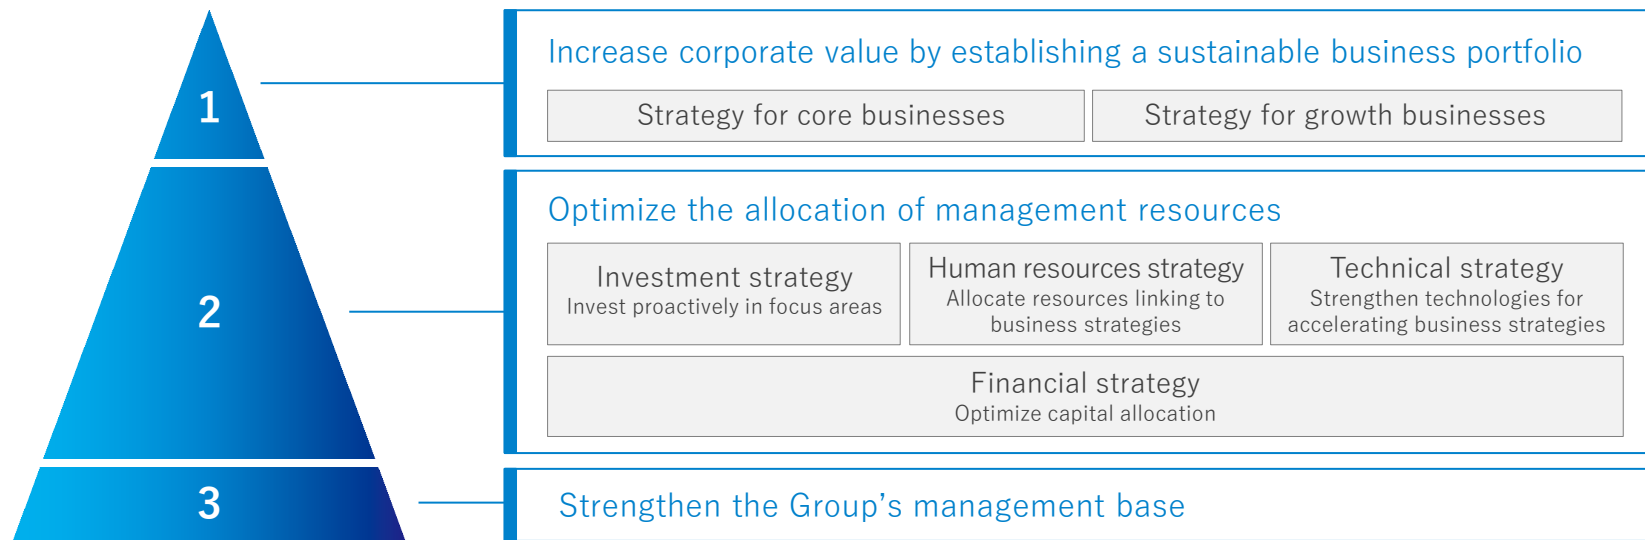 1
Increase corporate value by establishing a sustainable business portfolio
Strategy for core businesses
Strategy for growth businesses
2
Optimize the allocation of management resources
Investment strategy
Invest proactively in focus areas
Human resources strategy
Allocate resources linking to
business strategies
Technical strategy
Strengthen technologies for
accelerating business strategies
Financial strategy
Optimize capital allocation
3
Strengthen the Group’s management base